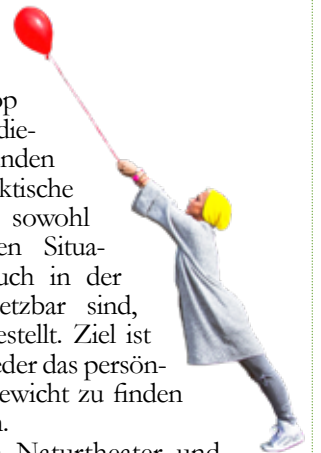 op
die-
nden
ktische
sowohl
en Situa-
uch in der
etzbar sind,
estellt. Ziel ist
eder das persön-
ewicht zu finden
n.
Naturtheater und